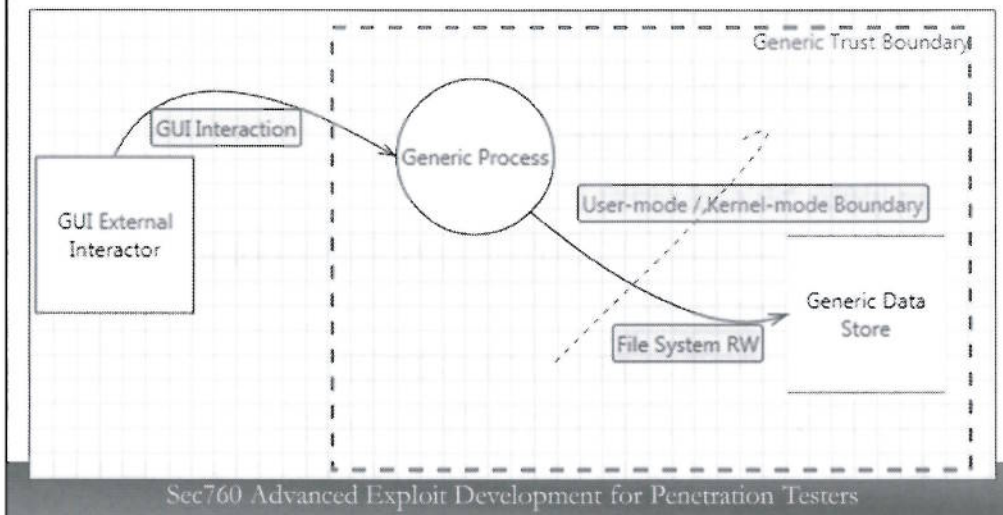 Generic Trust Boundary
GUI Interaction
Generic Process
GUI External
Interactor
User-mode / Kernel-mode Boundary
Generic Data
Store
File System RW
Sec760 Advanced Exploit Development for Penetration Testers